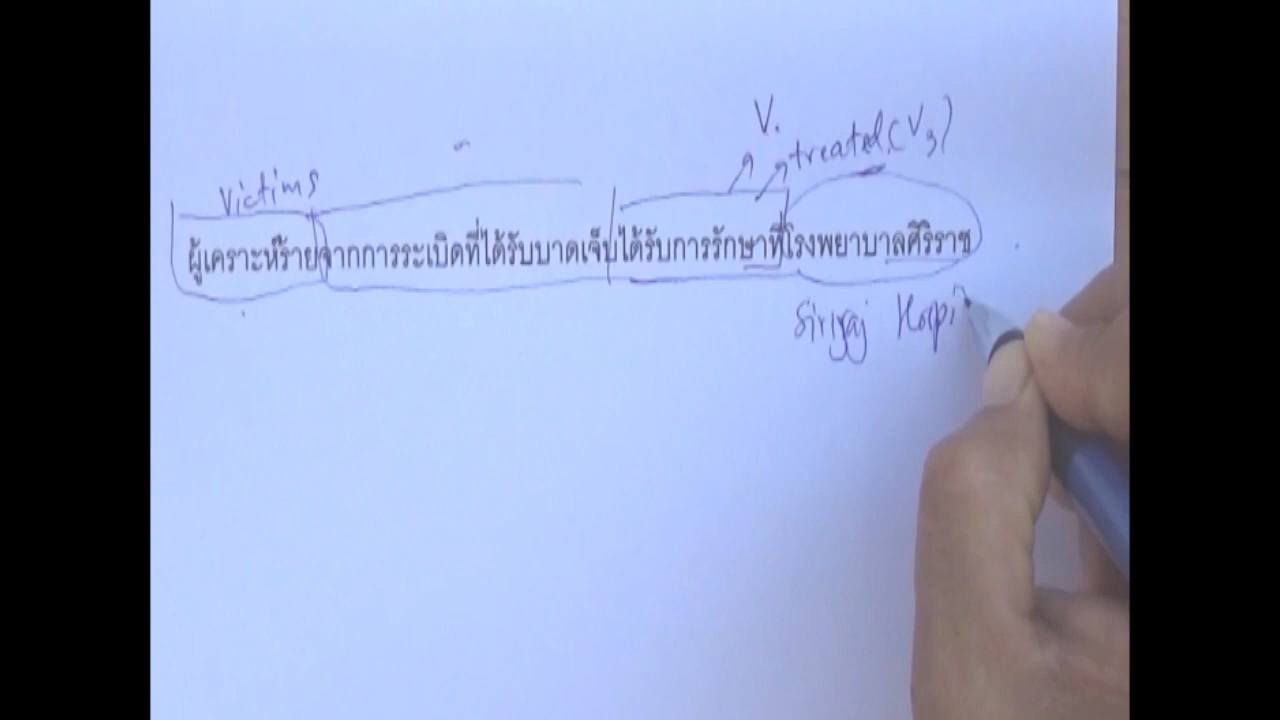 V.
treated (V3)
Victims
ผู้เคราะห์ร้ายจากการระเบิดที่ได้รับบาดเจ็บได้รับการรักษาที่โรงพยาบาลศิริราช
Siriraj Hospi